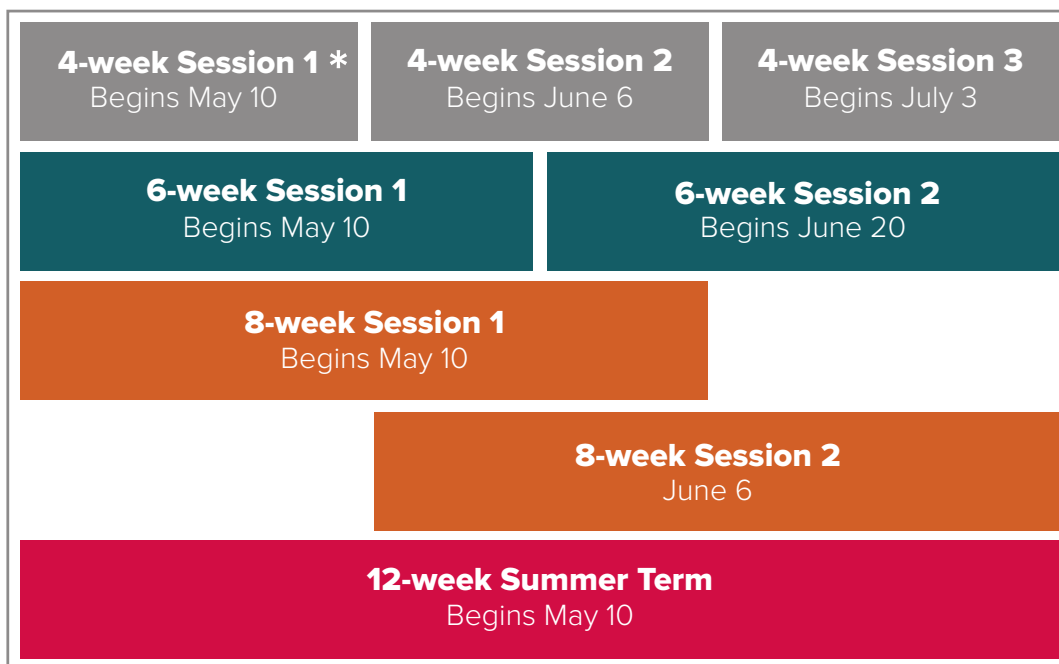 4-week Session 1 *
Begins May 10
4-week Session 2
Begins June 6
4-week Session 3
Begins July 3
6-week Session 1
Begins May 10
6-week Session 2
Begins June 20
8-week Session 1
Begins May 10
8-week Session 2
June 6
12-week Summer Term
Begins May 10